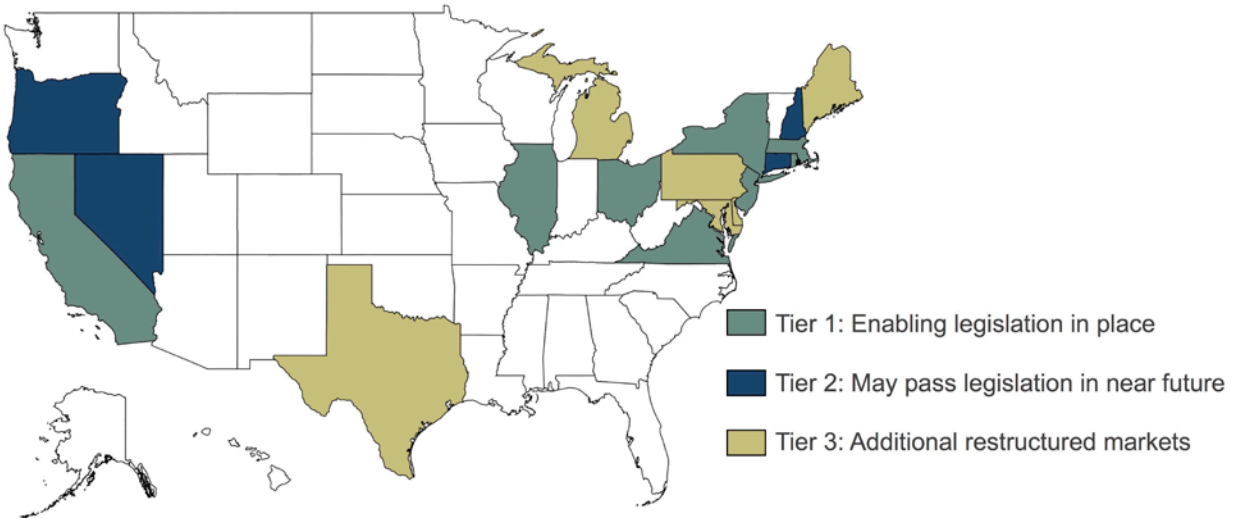 Tier 1: Enabling legislation in place
Tier 2: May pass legislation in near future
Tier 3: Additional restructured markets